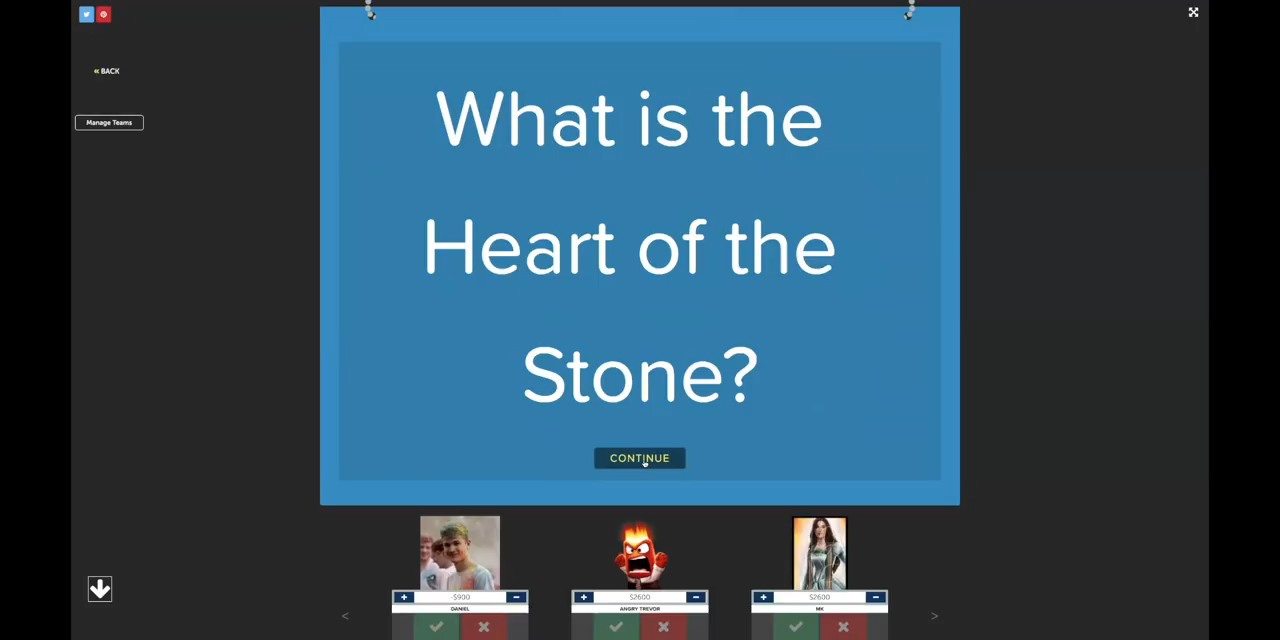 « BACK
Manage Teams
What is the
Heart of the
Stone?
CONTINUE
+ -$900 −
DANIEL
+ $2600 −
ANGRY TREVOR
+ $2600 −
MK
< >